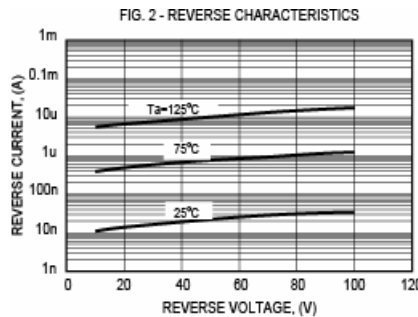 FIG. 2 - REVERSE CHARACTERISTICS
REVERSE CURRENT, (A)
1m
0.1m
10u
1u
100n
10n
1n
Ta=125°C
75°C
25°C
0 20 40 60 80 100 120
REVERSE VOLTAGE, (V)